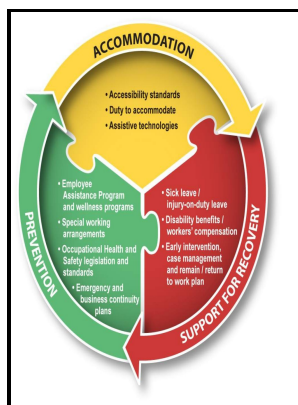 ACCOMMODATION
• Accessibility standards
• Duty to accommodate
• Assistive technologies
PREVENTION
• Employee
Assistance Program
and wellness programs
• Special working
arrangements
• Occupational Health and
Safety legislation and
standards
• Emergency and
business continuity
plans
• Sick leave /
injury-on-duty leave
• Disability benefits /
workers' compensation
• Early intervention,
case management
and remain / return
to work plan
SUPPORT FOR RECOVERY